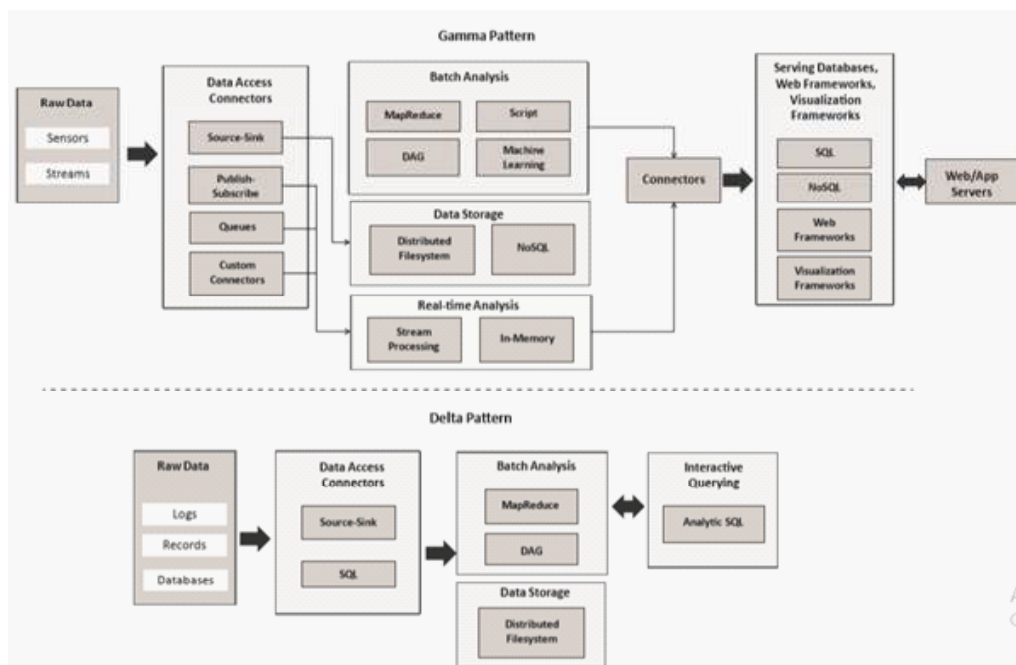 Gamma Pattern
Raw Data
Sensors
Streams
Data Access
Connectors
Source-Sink
Publish-
Subscribe
Queues
Custom
Connectors
Batch Analysis
MapReduce
Script
DAG
Machine
Learning
Data Storage
Distributed
Filesystem
NoSQL
Real-time Analysis
Stream
Processing
In-Memory
Connectors
Serving Databases,
Web Frameworks,
Visualization
Frameworks
SQL
NoSQL
Web
Frameworks
Visualization
Frameworks
Web/App
Servers
Delta Pattern
Raw Data
Logs
Records
Databases
Data Access
Connectors
Source-Sink
SQL
Batch Analysis
MapReduce
DAG
Data Storage
Distributed
Filesystem
Interactive
Querying
Analytic SQL